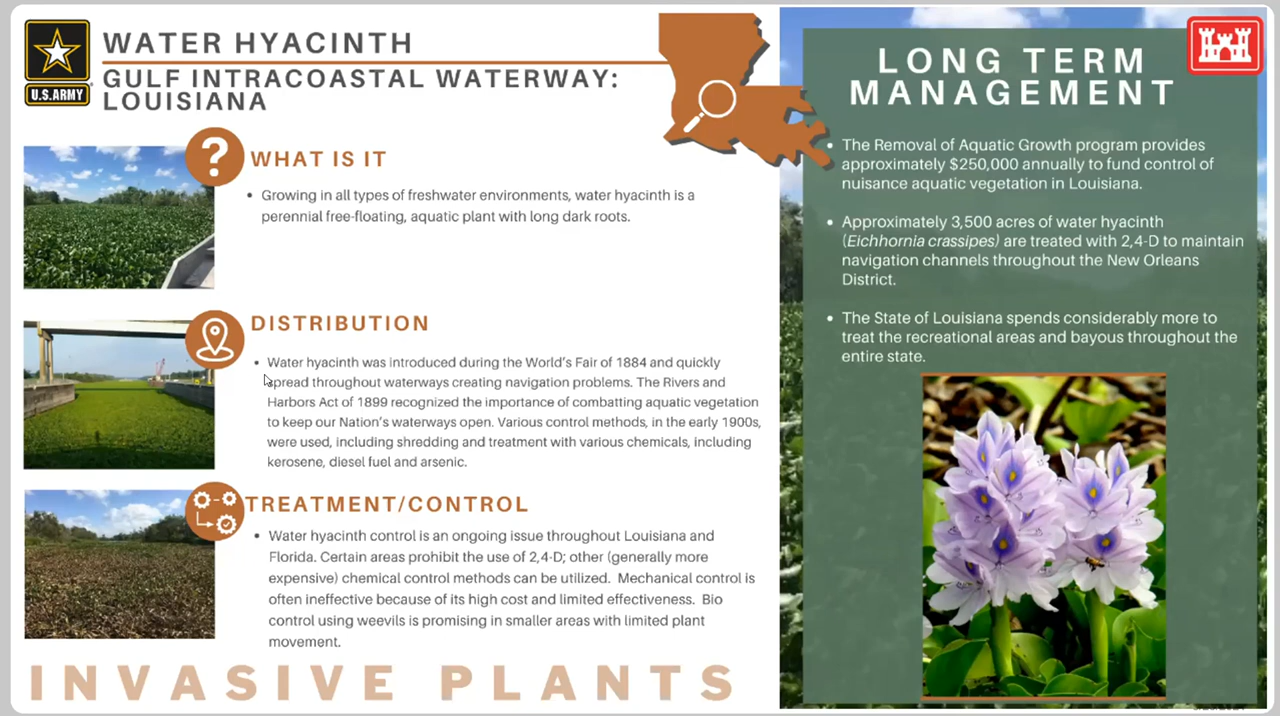 WATER HYACINTH
GULF INTRACOASTAL WATERWAY:
LOUISIANA
U.S.ARMY
?
WHAT IS IT
• Growing in all types of freshwater environments, water hyacinth is a
perennial free-floating, aquatic plant with long dark roots.
DISTRIBUTION
• Water hyacinth was introduced during the World's Fair of 1884 and quickly
spread throughout waterways creating navigation problems. The Rivers and
Harbors Act of 1899 recognized the importance of combatting aquatic vegetation
to keep our Nation's waterways open. Various control methods, in the early 1900s,
were used, including shredding and treatment with various chemicals, including
kerosene, diesel fuel and arsenic.
TREATMENT/CONTROL
• Water hyacinth control is an ongoing issue throughout Louisiana and
Florida. Certain areas prohibit the use of 2,4-D; other (generally more
expensive) chemical control methods can be utilized. Mechanical control is
often ineffective because of its high cost and limited effectiveness. Bio
control using weevils is promising in smaller areas with limited plant
movement.
INVASIVE PLANTS
LONG TERM
MANAGEMENT
• The Removal of Aquatic Growth program provides
approximately $250,000 annually to fund control of
nuisance aquatic vegetation in Louisiana.
• Approximately 3,500 acres of water hyacinth
(Eichhornia crassipes) are treated with 2,4-D to maintain
navigation channels throughout the New Orleans
District.
• The State of Louisiana spends considerably more to
treat the recreational areas and bayous throughout the
entire state.